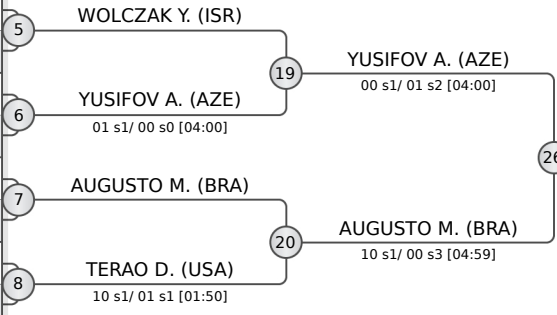 WOLCZAK Y. (ISR)
5
19
YUSIFOV A. (AZE)
00 s1/ 01 s2 [04:00]
YUSIFOV A. (AZE)
6
01 s1/ 00 s0 [04:00]
26
AUGUSTO M. (BRA)
7
20
AUGUSTO M. (BRA)
10 s1/ 00 s3 [04:59]
TERAO D. (USA)
8
10 s1/ 01 s1 [01:50]